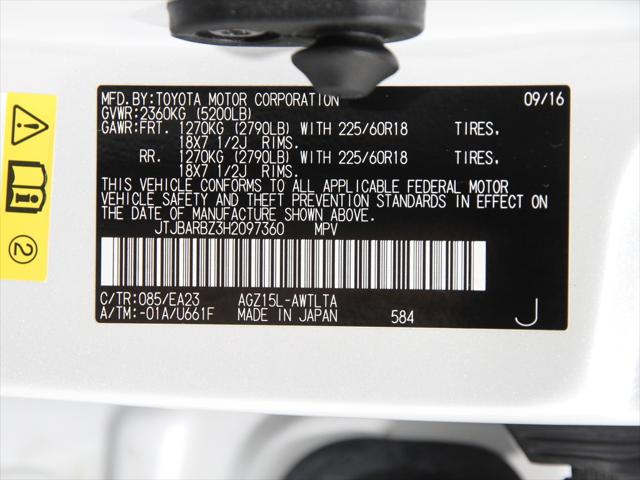 MFD.BY:TOYOTA MOTOR CORPORATION 09/16
GVWR:2360KG (5200LB)
GAWR:FRT. 1270KG (2790LB) WITH 225/60R18 TIRES,
18X7 1/2J RIMS.
RR. 1270KG (2790LB) WITH 225/60R18 TIRES,
18X7 1/2J RIMS.
THIS VEHICLE CONFORMS TO ALL APPLICABLE FEDERAL MOTOR
VEHICLE SAFETY AND THEFT PREVENTION STANDARDS IN EFFECT ON
THE DATE OF MANUFACTURE SHOWN ABOVE.
JTJBARBZ3H2097360 MPV
C/TR:085/EA23 AGZ15L-AWTLTA
A/TM:-01A/U661F MADE IN JAPAN 584 J
2